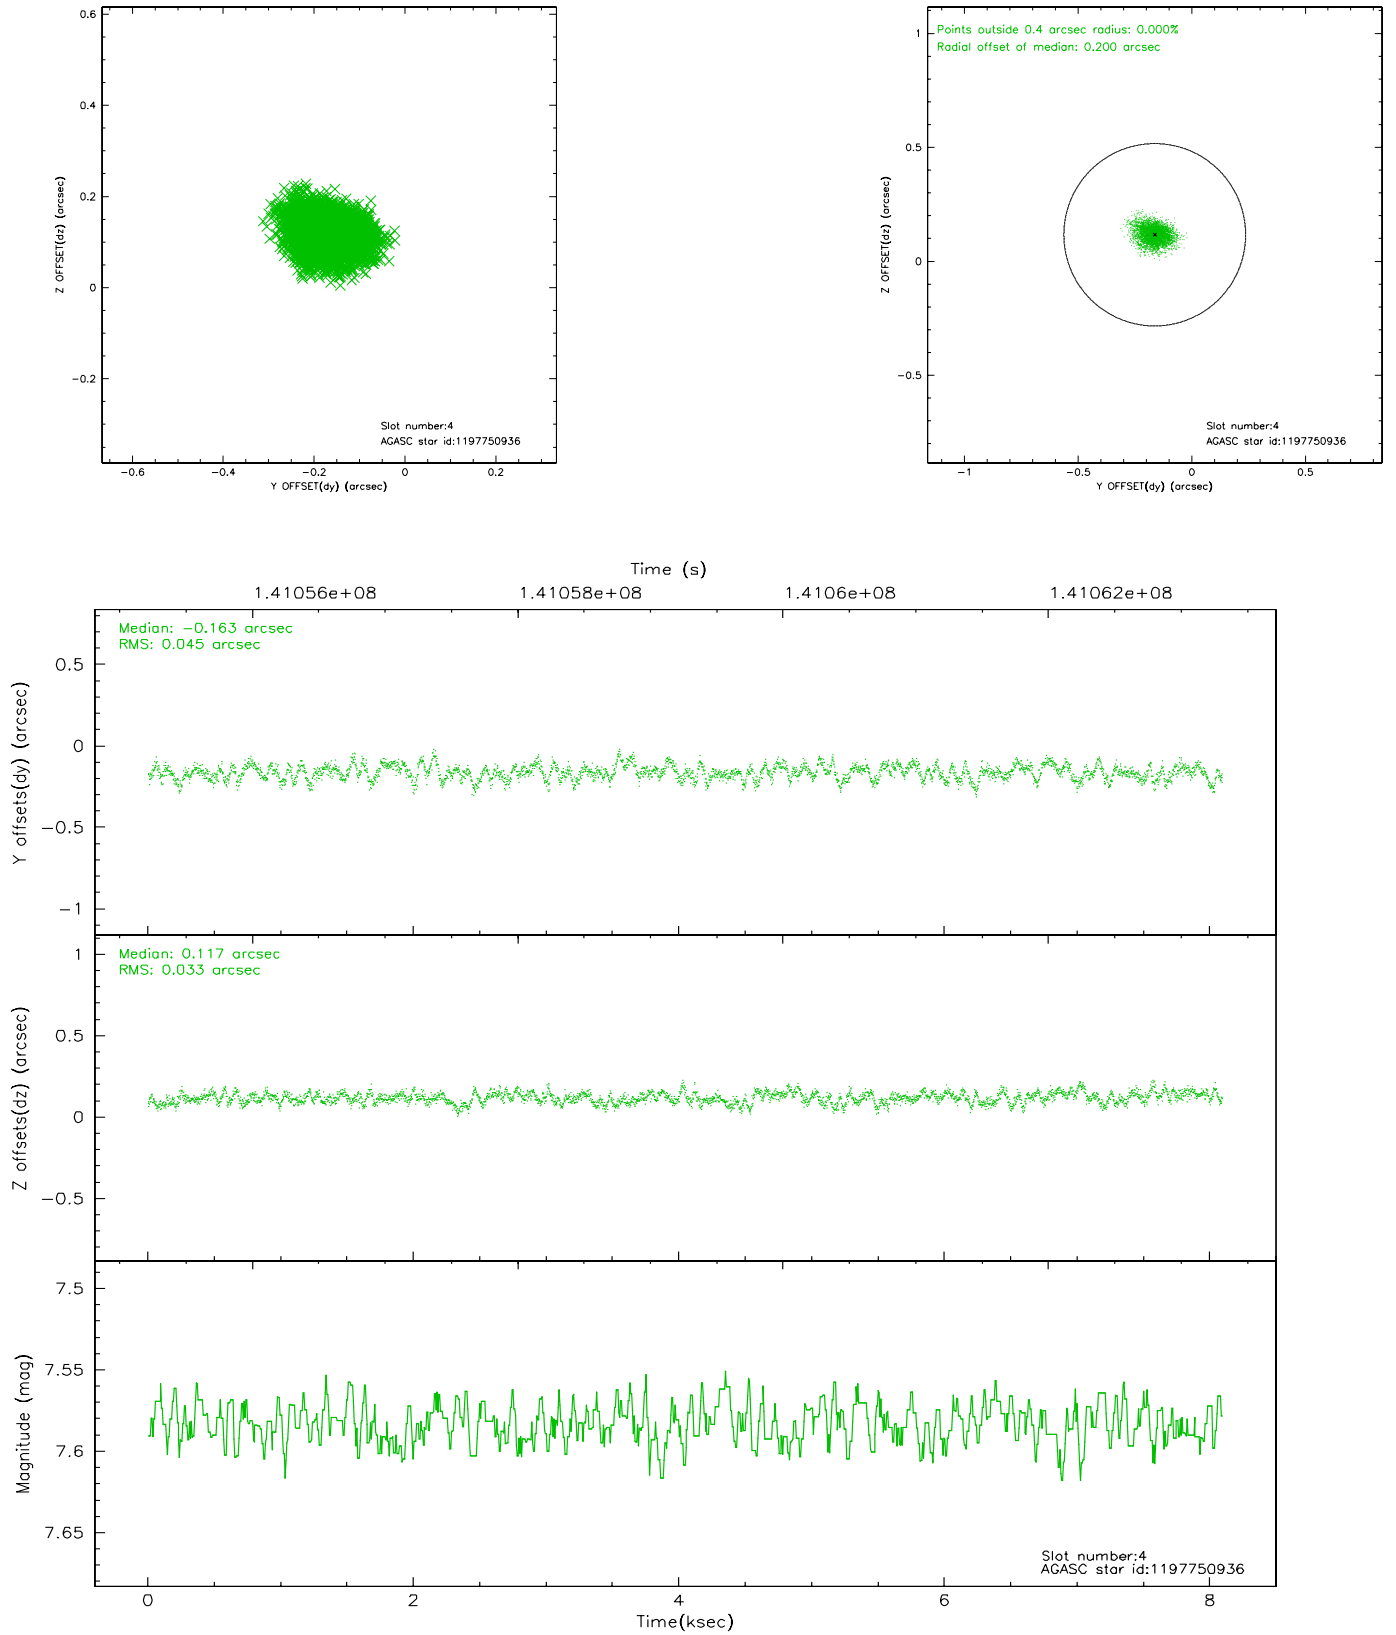 0.6
0.4
0.2
0
−0.2
Z OFFSET(dz) (arcsec)
Slot number:4
AGASC star id:1197750936
−0.6 −0.4 −0.2 0 0.2
Y OFFSET(dy) (arcsec)
Points outside 0.4 arcsec radius: 0.000%
Radial offset of median: 0.200 arcsec
1
0.5
0
−0.5
Z OFFSET(dz) (arcsec)
Slot number:4
AGASC star id:1197750936
−1 −0.5 0 0.5
Y OFFSET(dy) (arcsec)
Time (s)
1.41056e+08 1.41058e+08 1.4106e+08 1.41062e+08
Median: −0.163 arcsec
RMS: 0.045 arcsec
0.5
0
−0.5
−1
Y offsets(dy) (arcsec)
Median: 0.117 arcsec
RMS: 0.033 arcsec
1
0.5
0
−0.5
Z offsets(dz) (arcsec)
7.5
7.55
7.6
7.65
Magnitude (mag)
Slot number:4
AGASC star id:1197750936
0 2 4 6 8
Time(ksec)